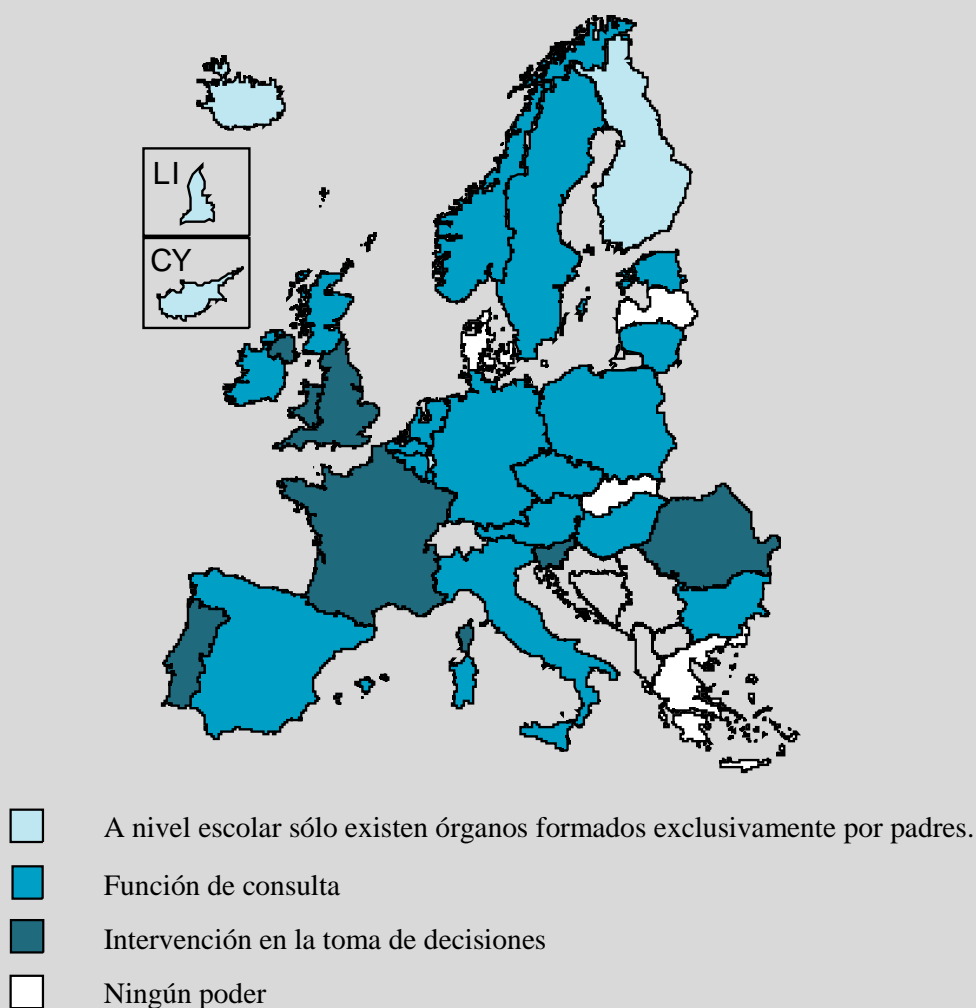 LI
CY
A nivel escolar sólo existen órganos formados exclusivamente por padres.
Función de consulta
Intervención en la toma de decisiones
Ningún poder